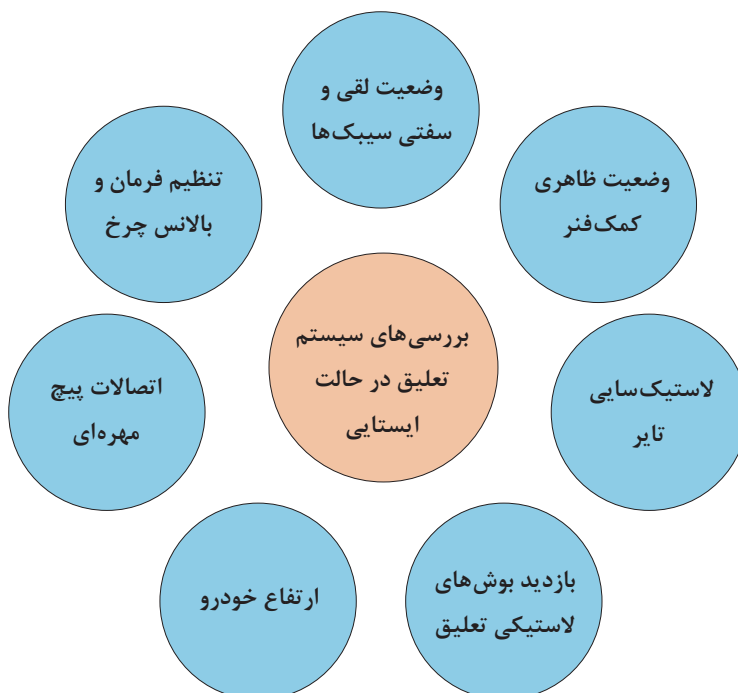 بررسی‌های سیستم
تعلیق در حالت
ایستایی
وضعیت لقی و
سفتی سیبک‌ها
وضعیت ظاهری
کمک‌فنر
لاستیک‌سایی
تایر
بازدید بوش‌های
لاستیکی تعلیق
ارتفاع خودرو
اتصالات پیچ
مهره‌ای
تنظیم فرمان و
بالانس چرخ